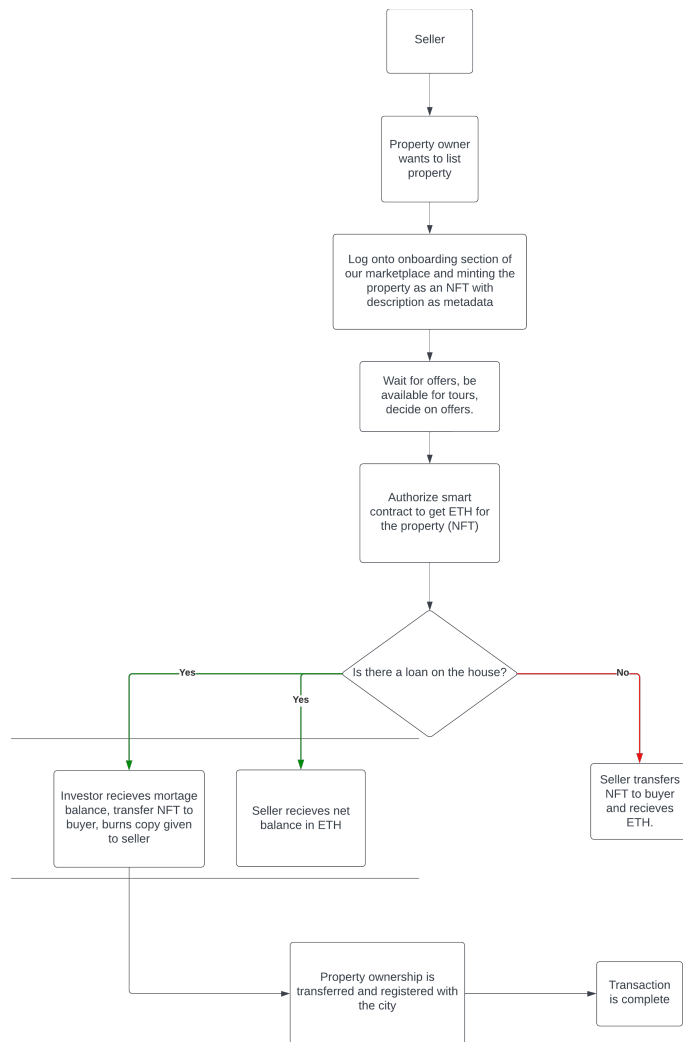 Seller
Property owner
wants to list
property
Log onto onboarding section of
our marketplace and minting the
property as an NFT with
description as metadata
Wait for offers, be
available for tours,
decide on offers.
Authorize smart
contract to get ETH for
the property (NFT)
Is there a loan on the house?
Yes
Yes
No
Investor recieves mortage
balance, transfer NFT to
buyer, burns copy given
to seller
Seller recieves net
balance in ETH
Seller transfers
NFT to buyer
and recieves
ETH.
Property ownership is
transferred and registered with
the city
Transaction
is complete